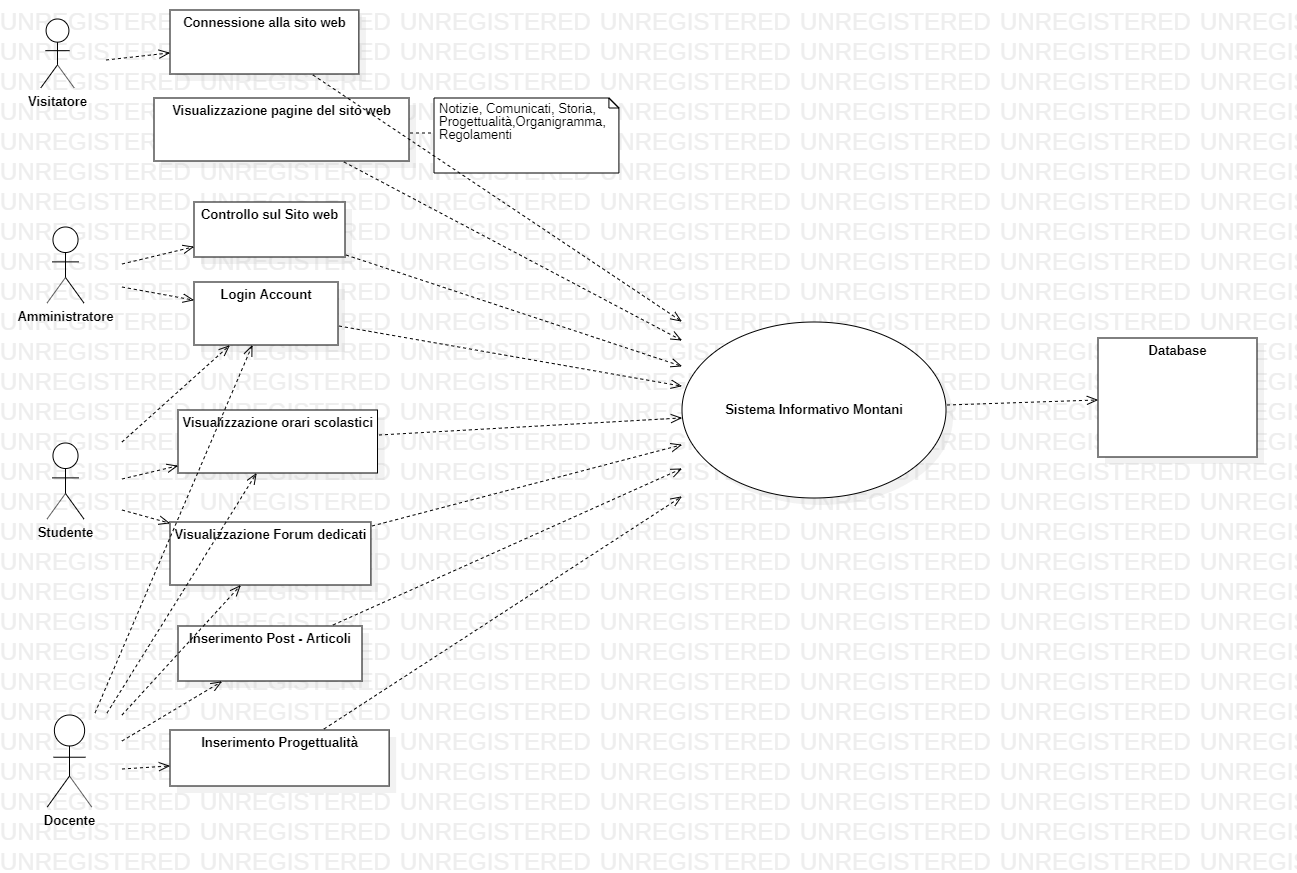 Connessione alla sito web
Visitatore
Visualizzazione pagine del sito web
Notizie, Comunicati, Storia,
Progettualità,Organigramma,
Regolamenti
Controllo sul Sito web
Amministratore
Login Account
Database
Sistema Informativo Montani
Visualizzazione orari scolastici
Studente
Visualizzazione Forum dedicati
Inserimento Post - Articoli
Inserimento Progettualità
Docente
UNREGISTERED